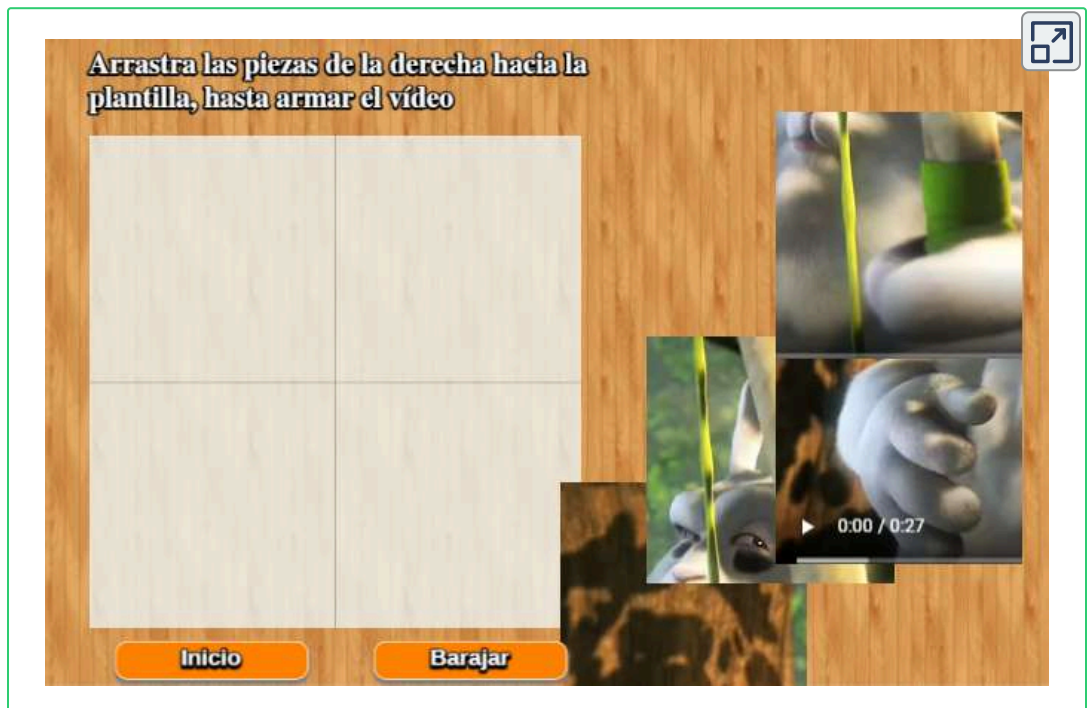 Arrastra las piezas de la derecha hacia la
plantilla, hasta armar el vídeo
0:00 / 0:27
Inicio
Barajar